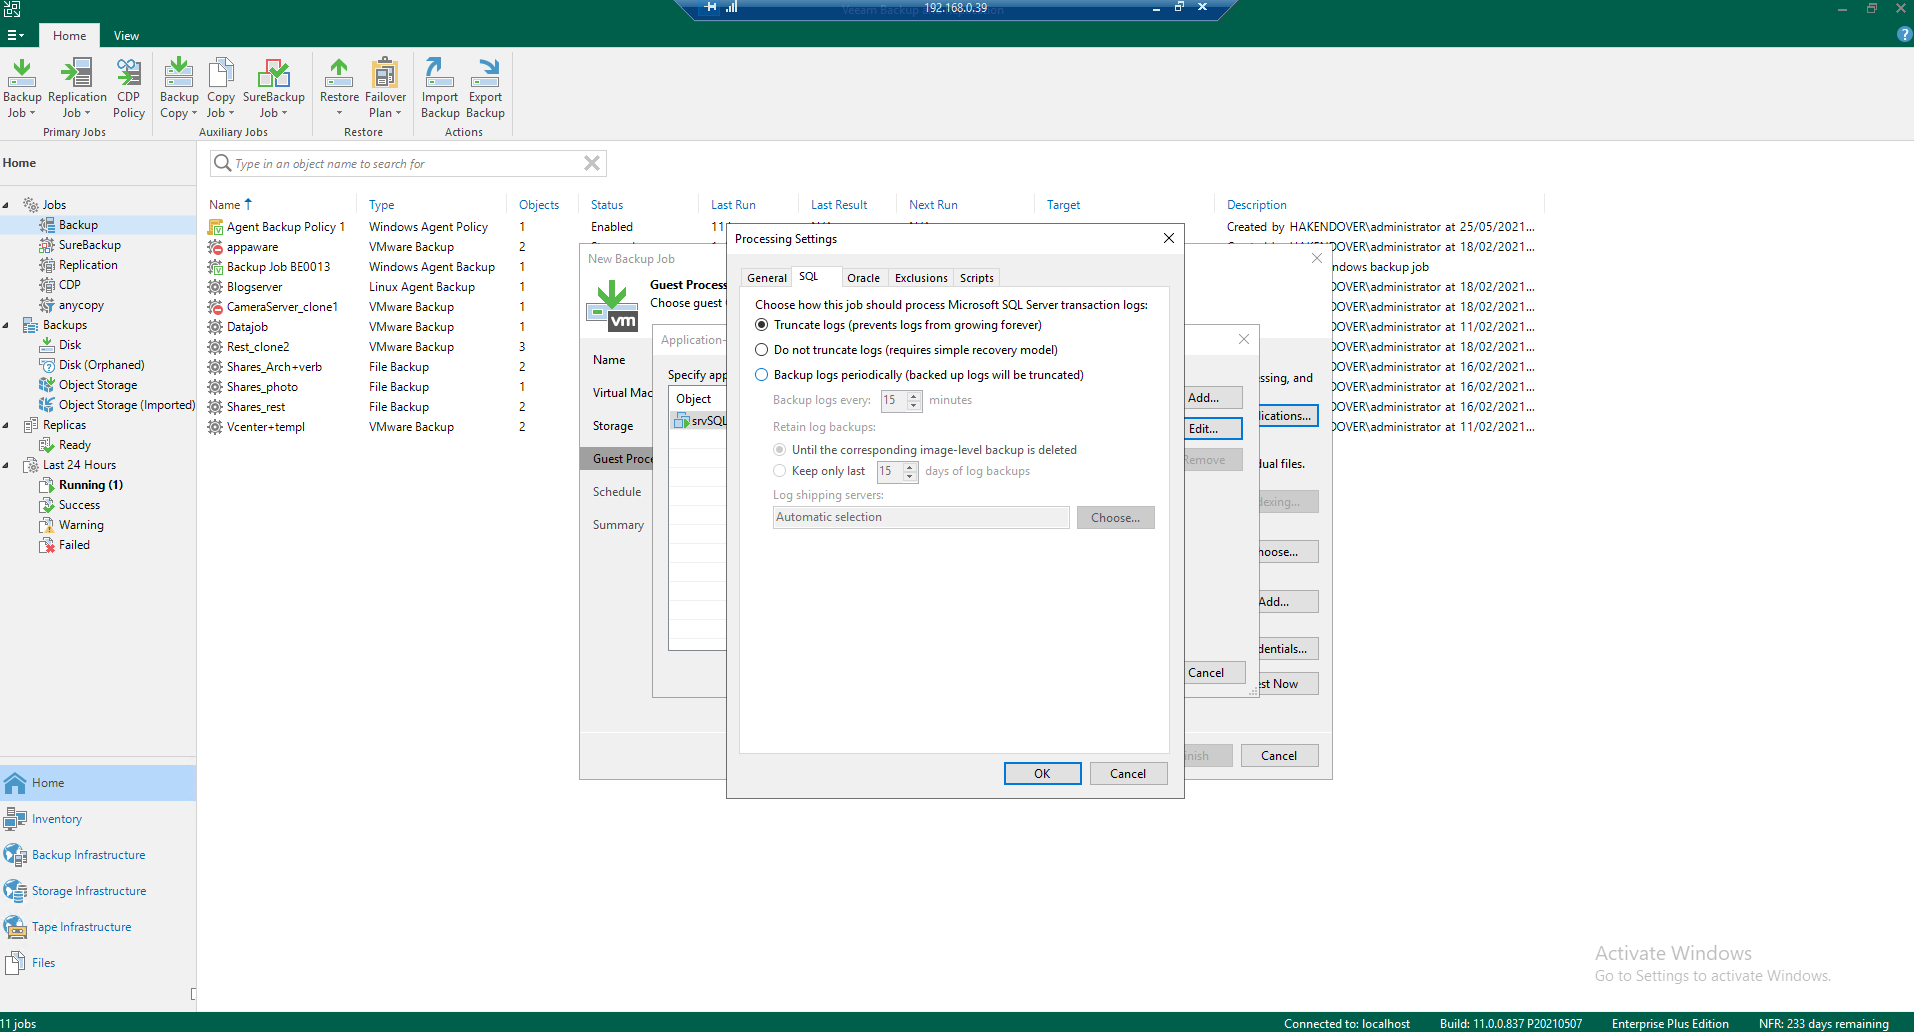 192.168.0.39
Home View
Backup Job
Replication Job
CDP Policy
Primary Jobs
Backup Copy
Copy Job
SureBackup Job
Auxiliary Jobs
Restore
Failover Plan
Restore
Import Backup
Export Backup
Actions
Home
Type in an object name to search for
Jobs
Backup
SureBackup
Replication
CDP
anycopy
Backups
Disk
Disk (Orphaned)
Object Storage
Object Storage (Imported)
Replicas
Ready
Last 24 Hours
Running (1)
Success
Warning
Failed
Home
Inventory
Backup Infrastructure
Storage Infrastructure
Tape Infrastructure
Files
Name Type Objects Status Last Run Last Result Next Run Target Description
Agent Backup Policy 1 Windows Agent Policy 1 Enabled Created by HAKENDOVER\administrator at 25/05/2021...
appaware VMware Backup 2 \administrator at 18/02/2021...
Backup Job BE0013 Windows Agent Backup 1 ndows backup job
Blogserver Linux Agent Backup 1 DOVER\administrator at 18/02/2021...
CameraServer_clone1 VMware Backup 1 DOVER\administrator at 18/02/2021...
Datajob VMware Backup 1 DOVER\administrator at 11/02/2021...
Rest_clone2 VMware Backup 3 DOVER\administrator at 18/02/2021...
Shares_Arch+verb File Backup 2 DOVER\administrator at 16/02/2021...
Shares_photo File Backup 1 DOVER\administrator at 16/02/2021...
Shares_rest File Backup 2 DOVER\administrator at 16/02/2021...
Vcenter+templ VMware Backup 2 DOVER\administrator at 11/02/2021...
New Backup Job
Guest Process
Choose guest
vm
Name
Virtual Mac
Storage
Guest Proce
Schedule
Summary
Application-
Specify app
Object
srvSQL
Add...
Edit...
Remove
Cancel
ssing, and
lications...
dual files.
dexing...
hoose...
Add...
dentials...
est Now
inish
Cancel
Processing Settings
General SQL Oracle Exclusions Scripts
Choose how this job should process Microsoft SQL Server transaction logs:
Truncate logs (prevents logs from growing forever)
Do not truncate logs (requires simple recovery model)
Backup logs periodically (backed up logs will be truncated)
Backup logs every: 15 minutes
Retain log backups:
Until the corresponding image-level backup is deleted
Keep only last 15 days of log backups
Log shipping servers:
Automatic selection Choose...
OK Cancel
Activate Windows
Go to Settings to activate Windows.
11 jobs
Connected to: localhost Build: 11.0.0.837 P20210507 Enterprise Plus Edition NFR: 233 days remaining